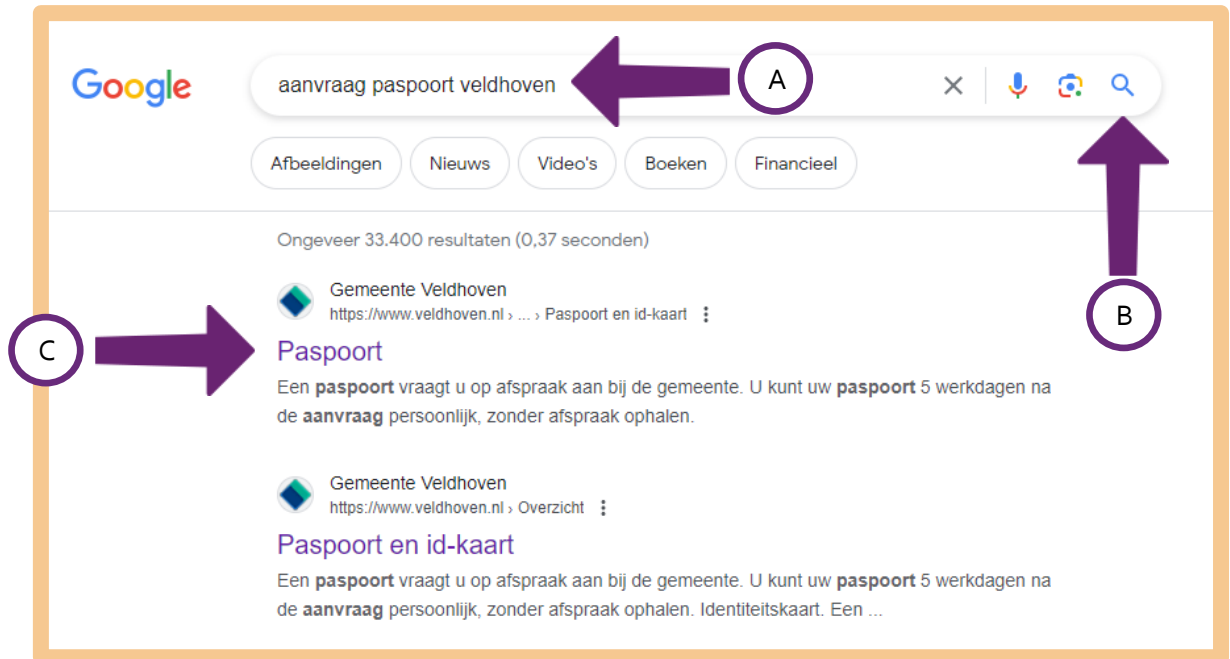 Google
aanvraag paspoort veldhoven
A
Afbeeldingen
Nieuws
Video's
Boeken
Financieel
Ongeveer 33.400 resultaten (0,37 seconden)
B
Gemeente Veldhoven
https://www.veldhoven.nl › ... › Paspoort en id-kaart
C
Paspoort
Een paspoort vraagt u op afspraak aan bij de gemeente. U kunt uw paspoort 5 werkdagen na
de aanvraag persoonlijk, zonder afspraak ophalen.
Gemeente Veldhoven
https://www.veldhoven.nl › Overzicht
Paspoort en id-kaart
Een paspoort vraagt u op afspraak aan bij de gemeente. U kunt uw paspoort 5 werkdagen na
de aanvraag persoonlijk, zonder afspraak ophalen. Identiteitskaart. Een ...